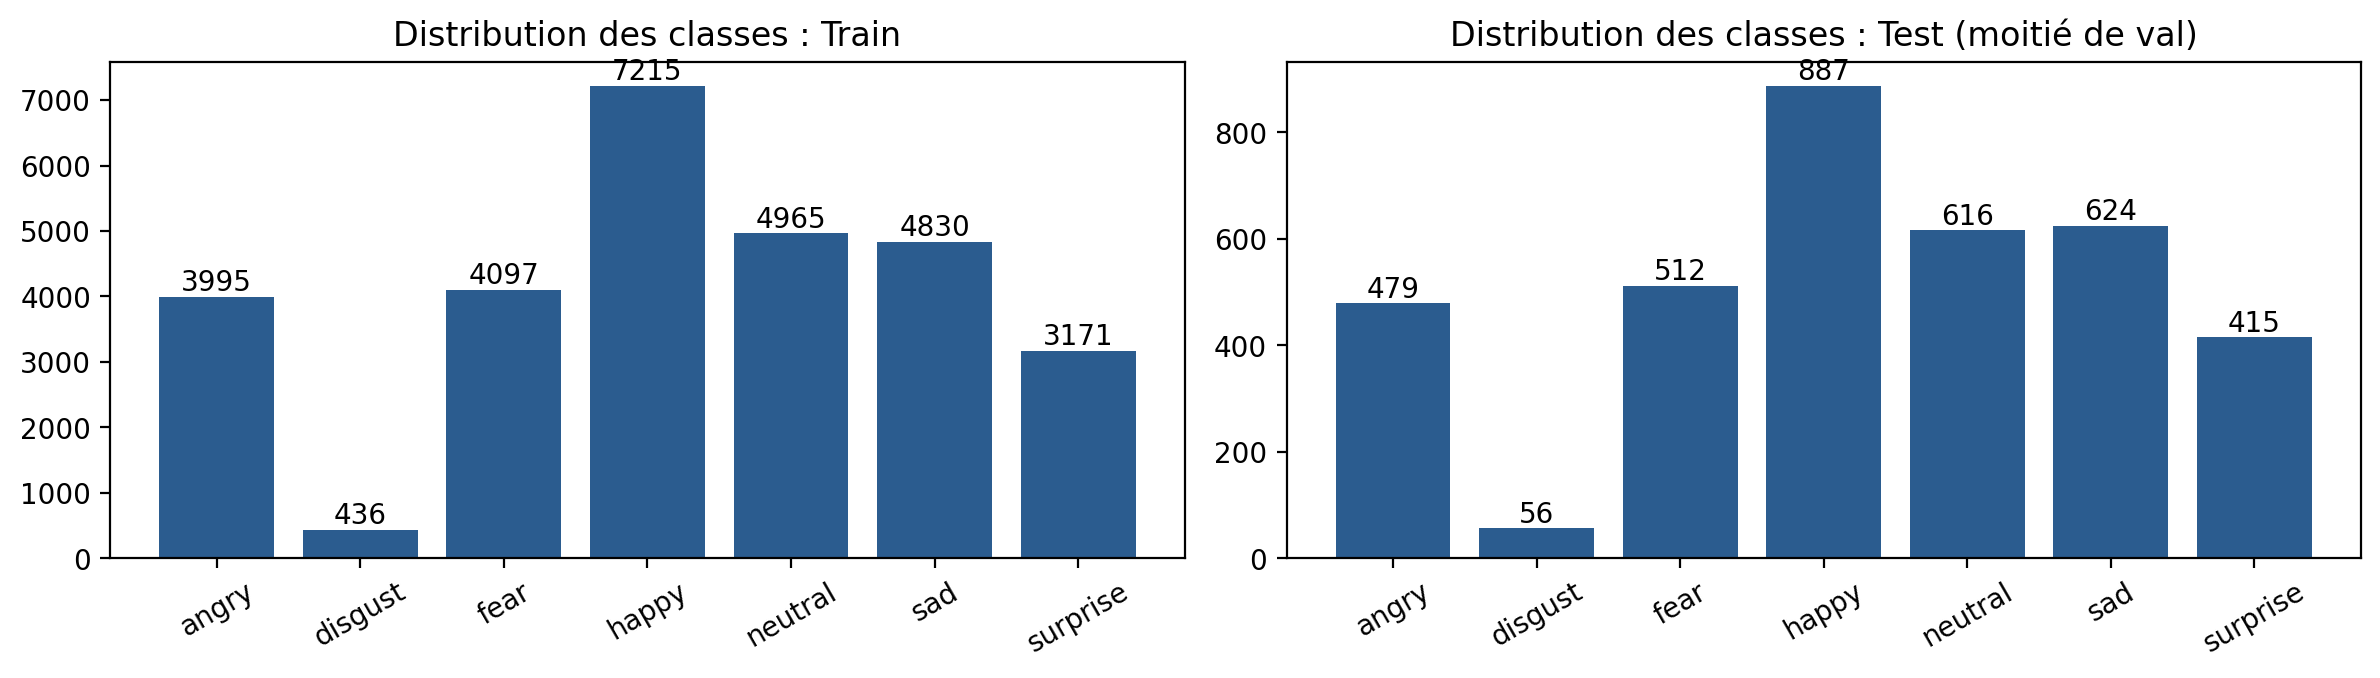 Distribution des classes : Train
7000
6000
5000
4000
3000
2000
1000
0
3995
436
4097
7215
4965
4830
3171
angry
disgust
fear
happy
neutral
sad
surprise
Distribution des classes : Test (moitié de val)
800
600
400
200
0
479
56
512
887
616
624
415
angry
disgust
fear
happy
neutral
sad
surprise